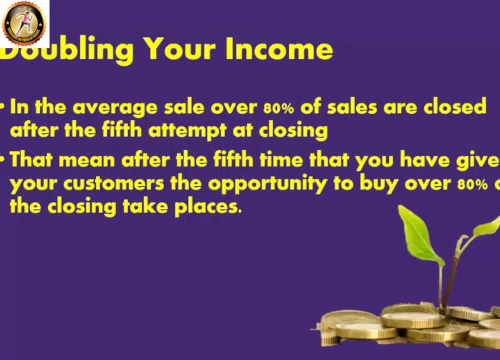 Doubling Your Income
• In the average sale over 80% of sales are closed
after the fifth attempt at closing
• That mean after the fifth time that you have give
your customers the opportunity to buy over 80% o
the closing take places.